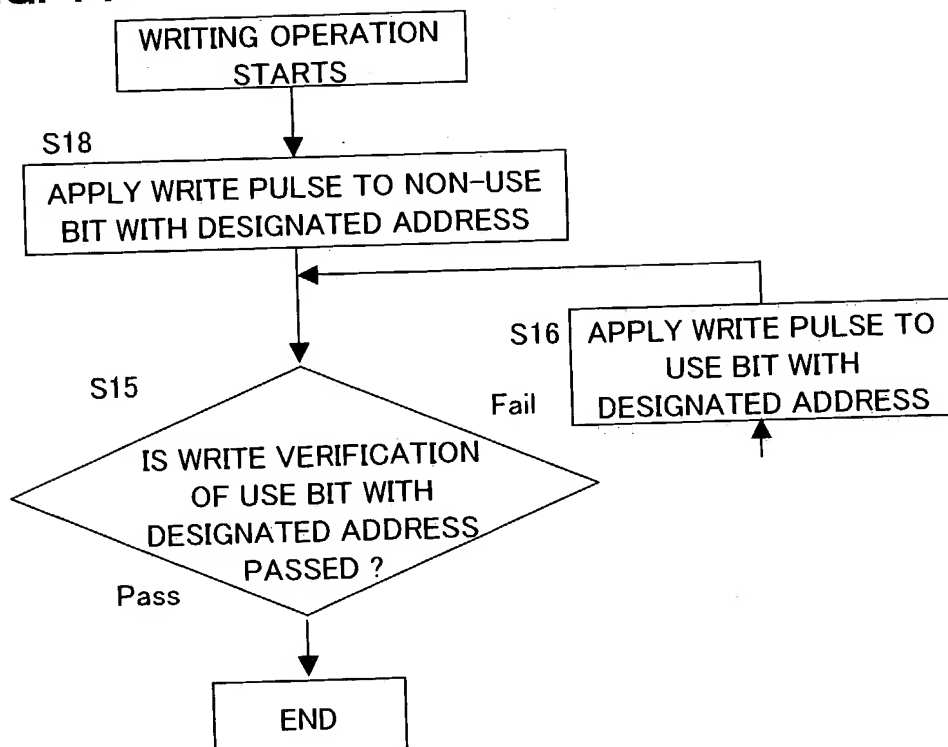 WRITING OPERATION
STARTS
S18
APPLY WRITE PULSE TO NON-USE
BIT WITH DESIGNATED ADDRESS
S16
APPLY WRITE PULSE TO
USE BIT WITH
DESIGNATED ADDRESS
S15
Fail
IS WRITE VERIFICATION
OF USE BIT WITH
DESIGNATED ADDRESS
PASSED ?
Pass
END